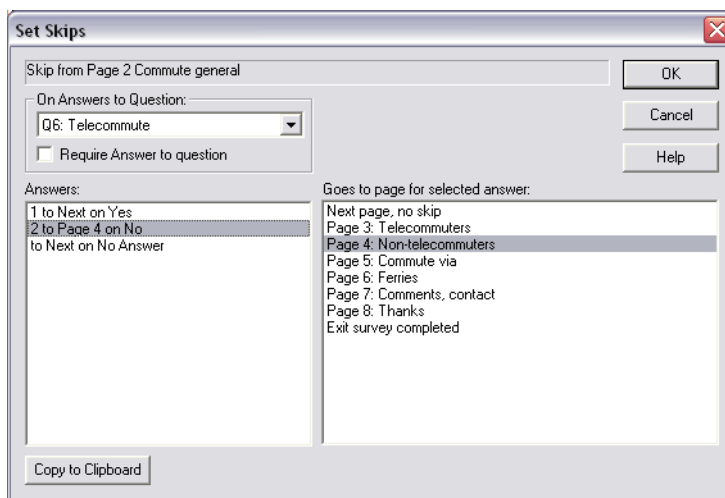 Set Skips
Skip from Page 2 Commute general
OK
On Answers to Question:
Q6: Telecommute
Cancel
Require Answer to question
Help
Answers:
1 to Next on Yes
2 to Page 4 on No
to Next on No Answer
Goes to page for selected answer:
Next page, no skip
Page 3: Telecommuters
Page 4: Non-telecommuters
Page 5: Commute via
Page 6: Ferries
Page 7: Comments, contact
Page 8: Thanks
Exit survey completed
Copy to Clipboard